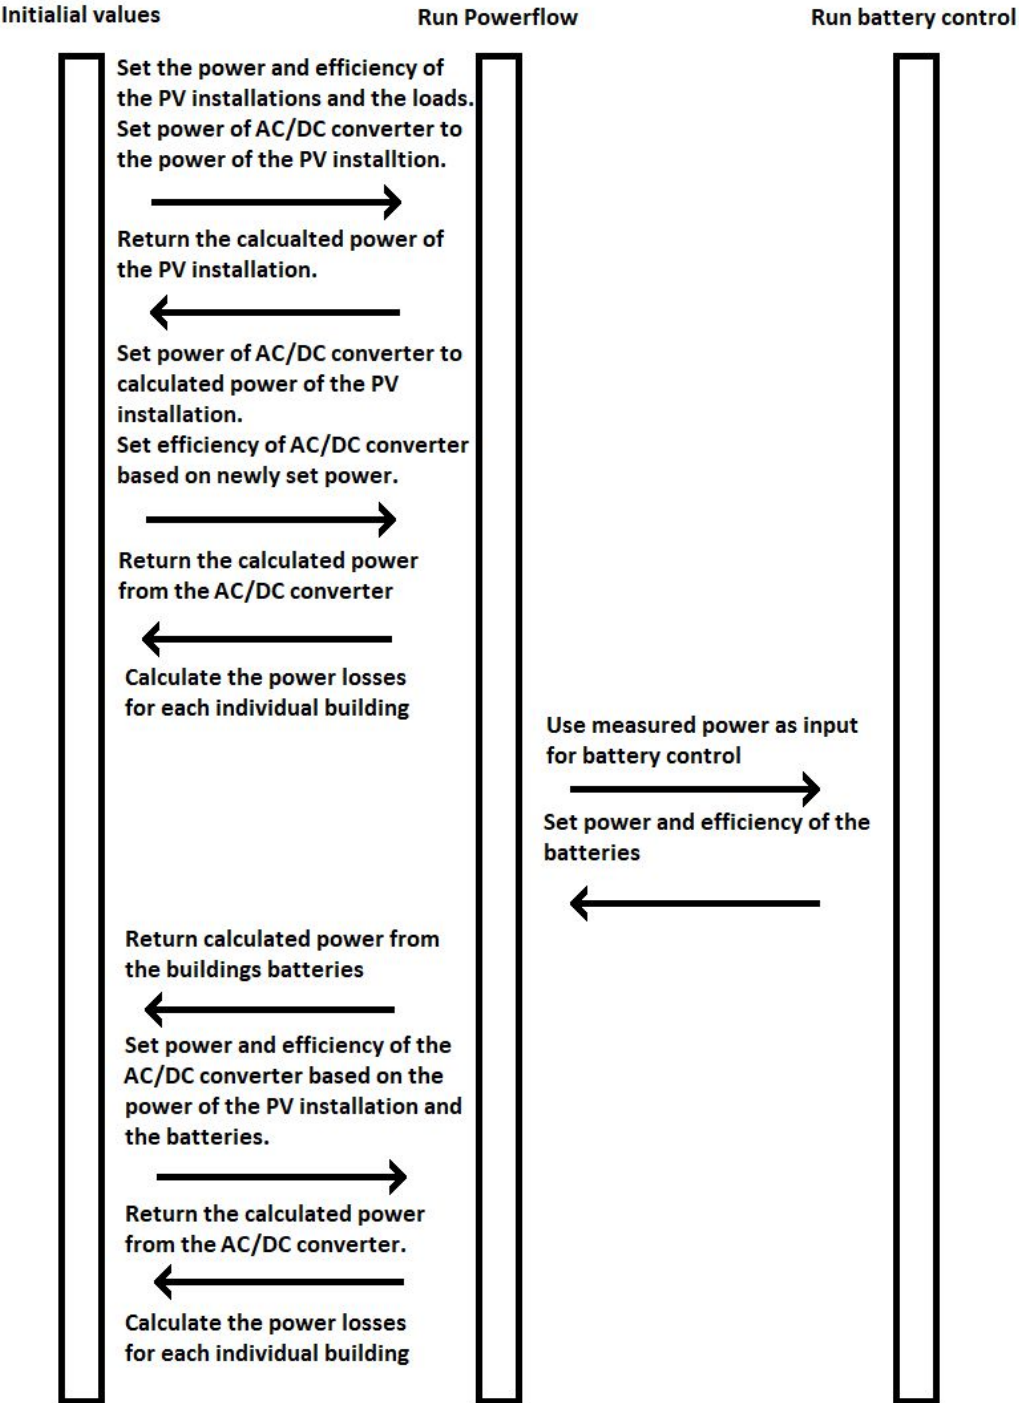 Initialial values
Run Powerflow
Run battery control
Set the power and efficiency of
the PV installations and the loads.
Set power of AC/DC converter to
the power of the PV installtion.
Return the calcualted power of
the PV installation.
Set power of AC/DC converter to
calculated power of the PV
installation.
Set efficiency of AC/DC converter
based on newly set power.
Return the calculated power
from the AC/DC converter
Calculate the power losses
for each individual building
Use measured power as input
for battery control
Set power and efficiency of the
batteries
Return calculated power from
the buildings batteries
Set power and efficiency of the
AC/DC converter based on the
power of the PV installation and
the batteries.
Return the calculated power
from the AC/DC converter.
Calculate the power losses
for each individual building